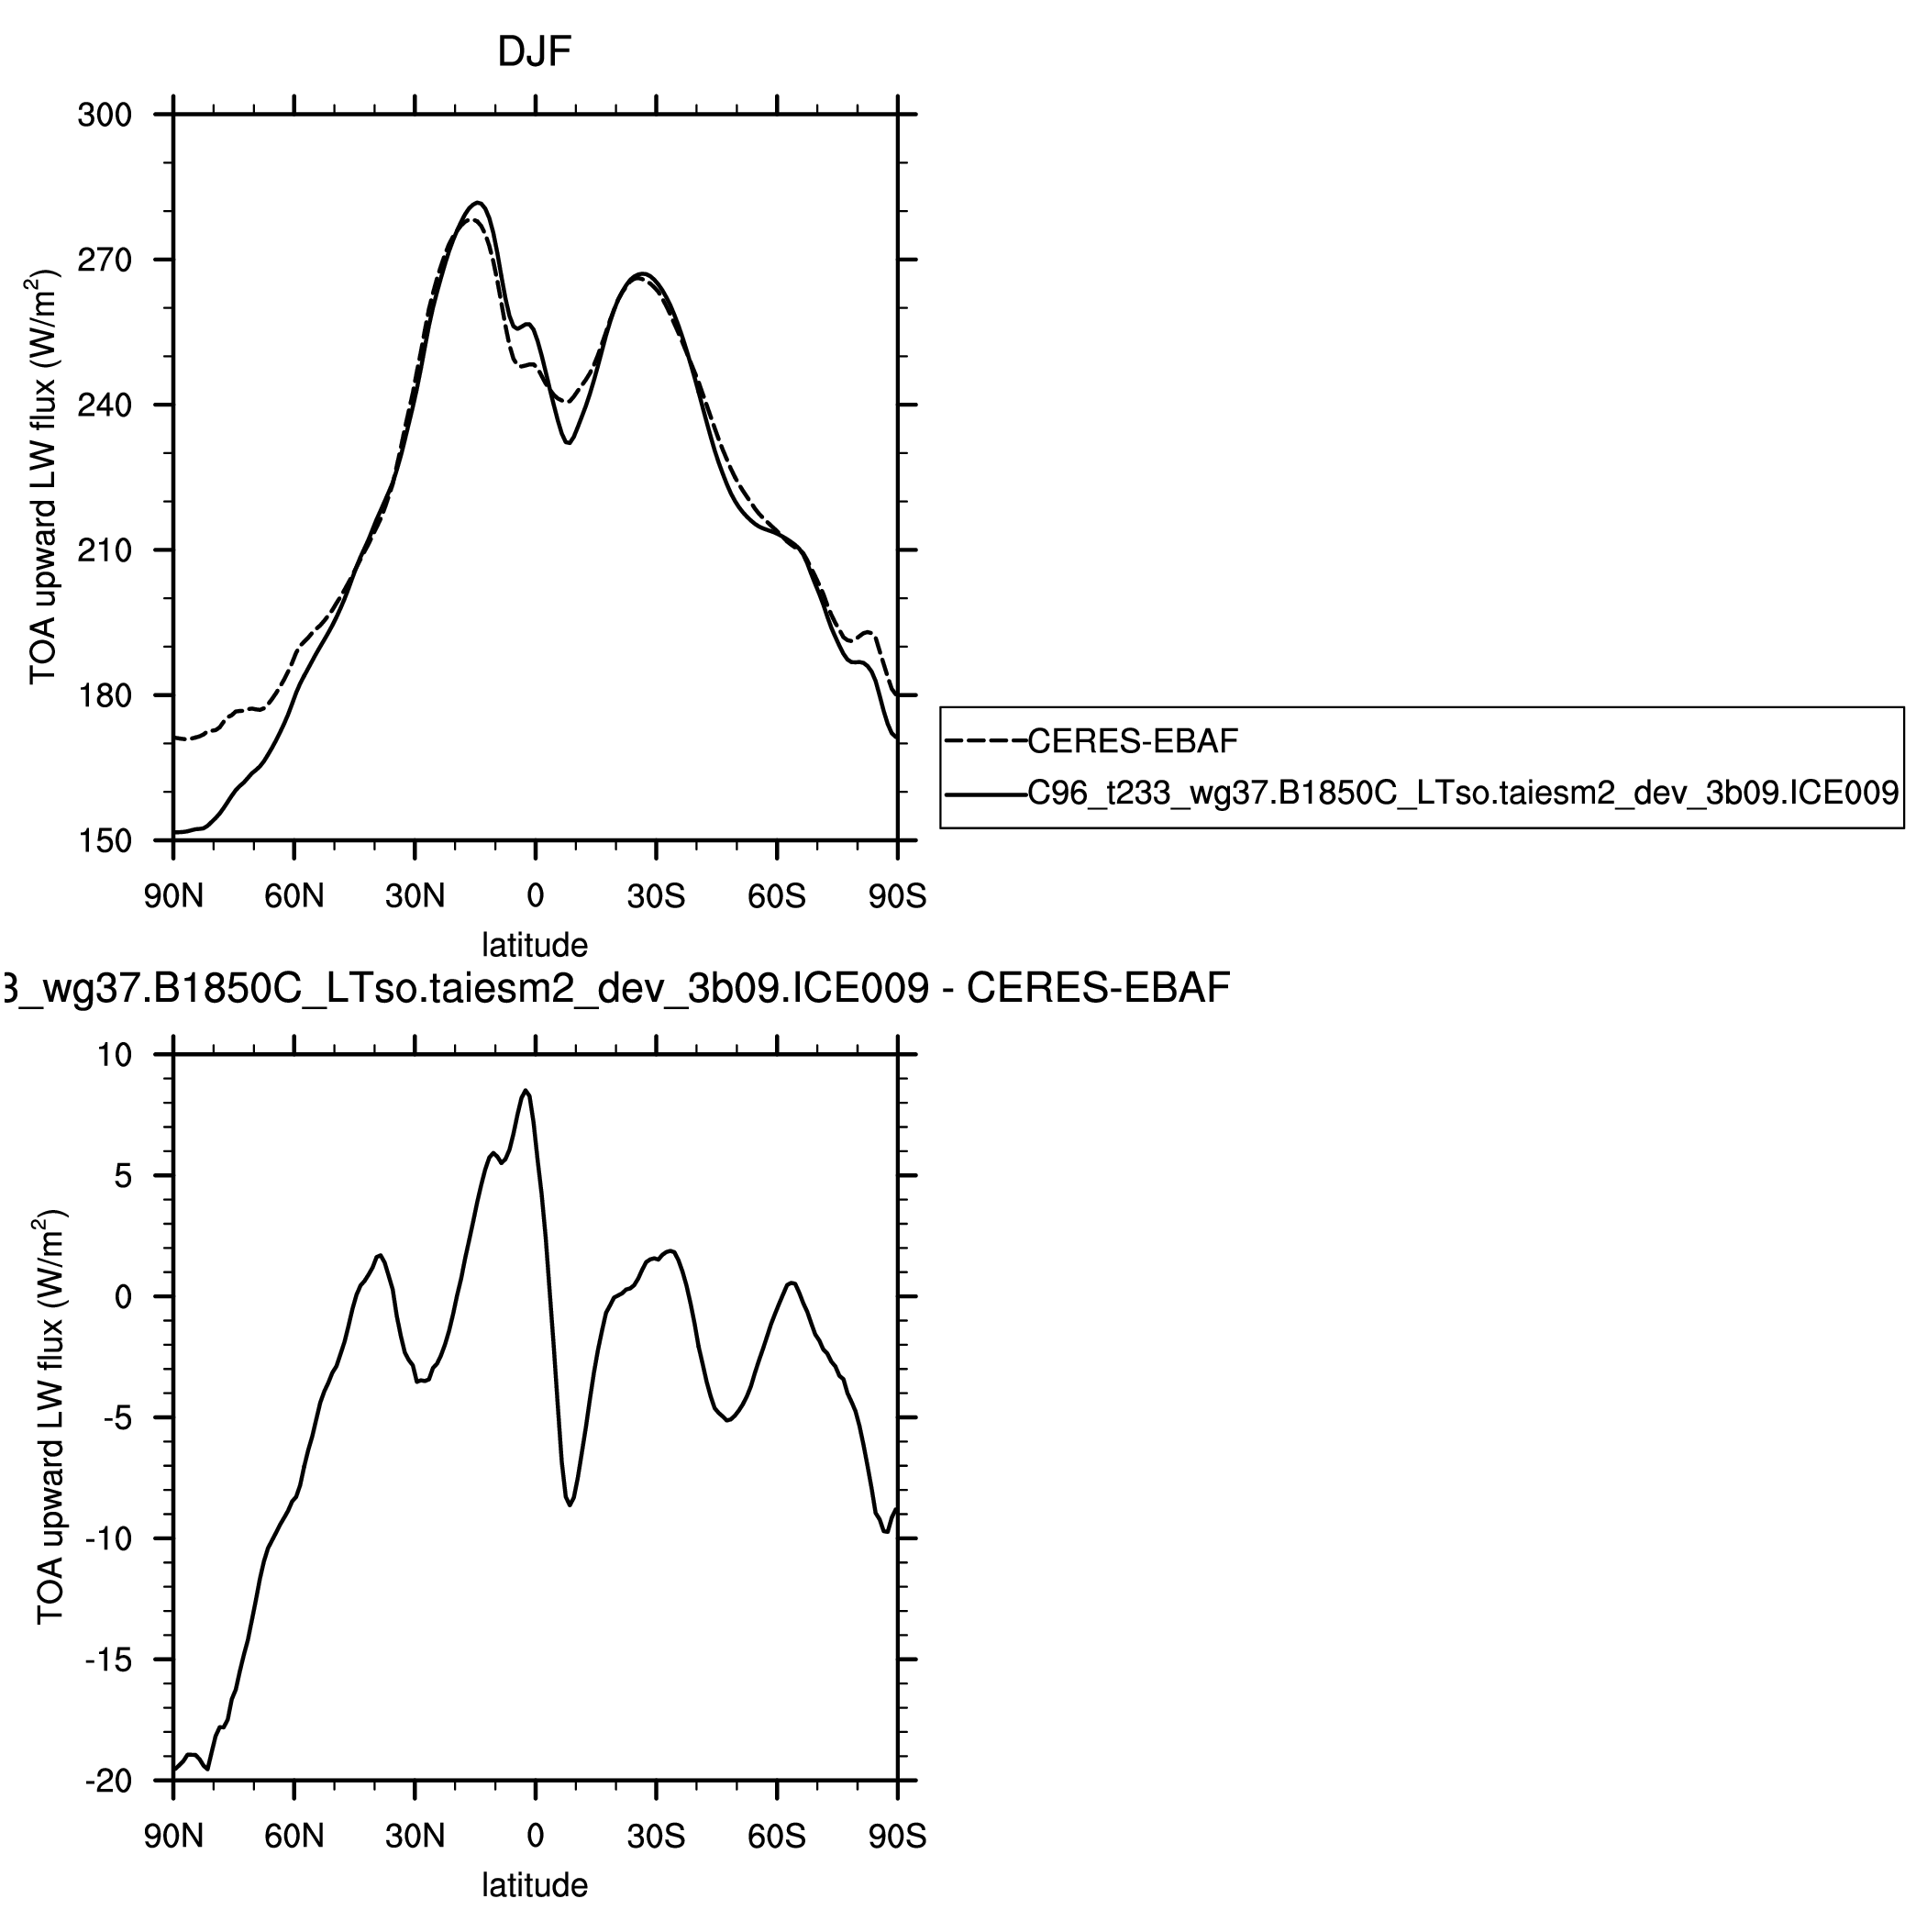 DJF
300
270
240
210
180
150
TOA upward LW flux (W/m²)
90N 60N 30N 0 30S 60S 90S
latitude
CERES-EBAF
C96_t233_wg37.B1850C_LTso.taiesm2_dev_3b09.ICE009
3_wg37.B1850C_LTso.taiesm2_dev_3b09.ICE009 - CERES-EBAF
10
5
0
-5
-10
-15
-20
TOA upward LW flux (W/m²)
90N 60N 30N 0 30S 60S 90S
latitude